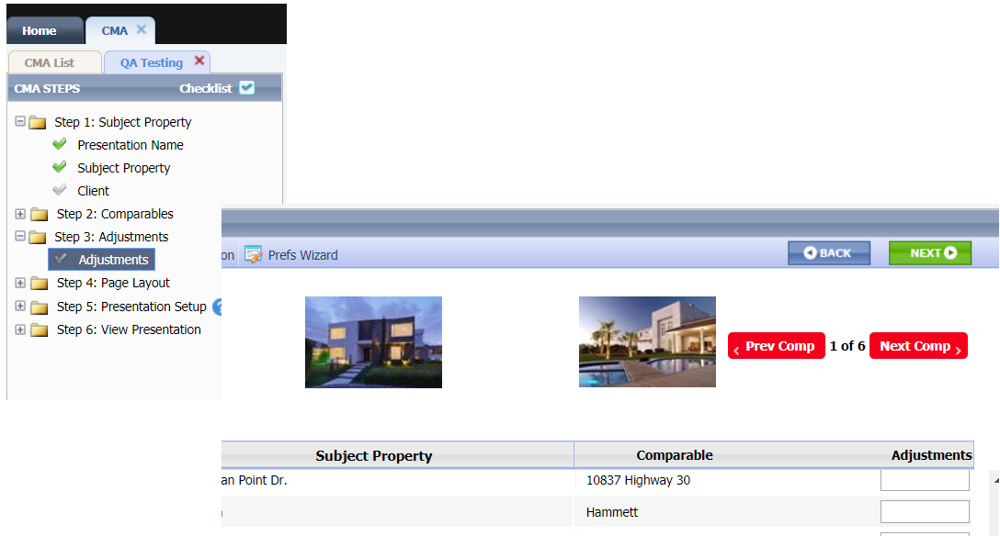 Home CMA
CMA List QA Testing
CMA STEPS Checklist
Step 1: Subject Property
Presentation Name
Subject Property
Client
Step 2: Comparables
Step 3: Adjustments
Adjustments
Step 4: Page Layout
Step 5: Presentation Setup
Step 6: View Presentation
on Prefs Wizard BACK NEXT
Prev Comp 1 of 6 Next Comp
Subject Property Comparable Adjustments
an Point Dr. 10837 Highway 30
Hammett